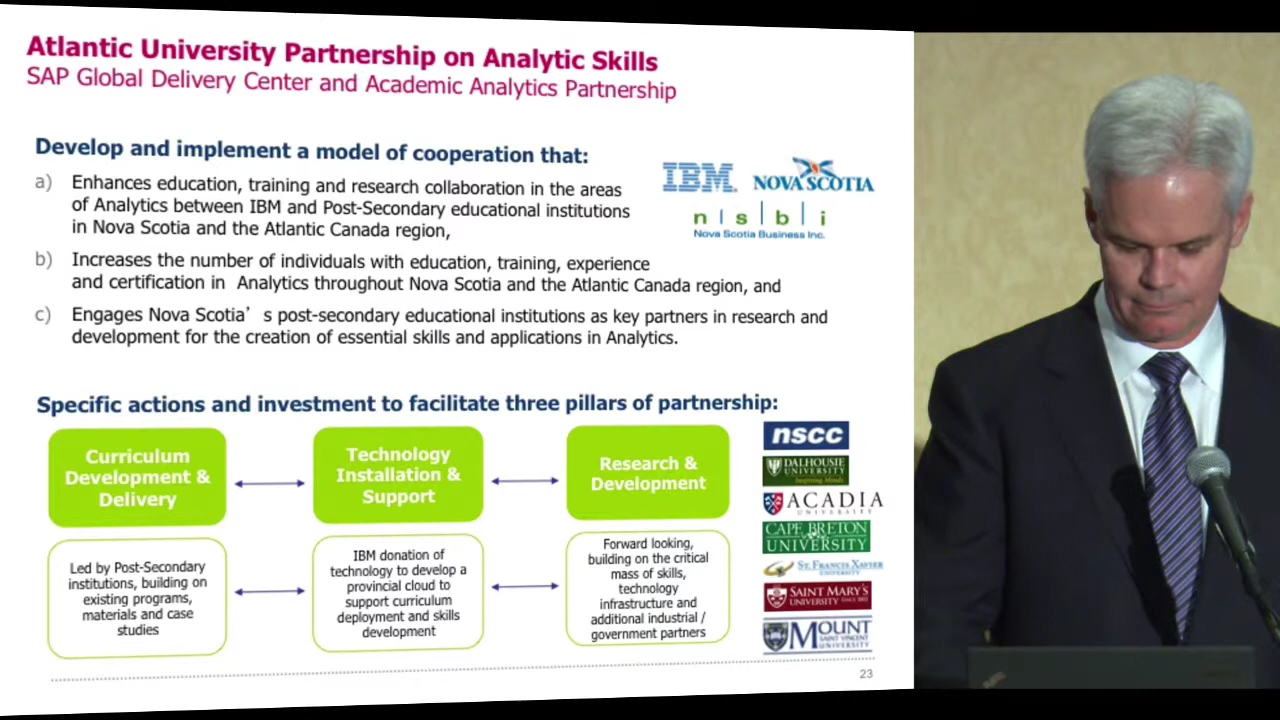 Atlantic University Partnership on Analytic Skills
SAP Global Delivery Center and Academic Analytics Partnership
Develop and implement a model of cooperation that:
a) Enhances education, training and research collaboration in the areas
of Analytics between IBM and Post-Secondary educational institutions
in Nova Scotia and the Atlantic Canada region,
IBM
NOVA SCOTIA
n s b i
Nova Scotia Business Inc.
b) Increases the number of individuals with education, training, experience
and certification in Analytics throughout Nova Scotia and the Atlantic Canada region, and
c) Engages Nova Scotia's post-secondary educational institutions as key partners in research and
development for the creation of essential skills and applications in Analytics.
Specific actions and investment to facilitate three pillars of partnership:
Curriculum
Development &
Delivery
Technology
Installation &
Support
Research &
Development
Led by Post-Secondary
institutions, building on
existing programs,
materials and case
studies
IBM donation of
technology to develop a
provincial cloud to
support curriculum
deployment and skills
development
Forward looking,
building on the critical
mass of skills,
technology
infrastructure and
additional industrial /
government partners
nscc
DALHOUSIE
UNIVERSITY
Inspiring Minds
ACADIA
UNIVERSITY
CAPE BRETON
UNIVERSITY
ST. FRANCIS XAVIER
UNIVERSITY
SAINT MARY'S
UNIVERSITY SINCE 1802
MOUNT
SAINT VINCENT
UNIVERSITY
23